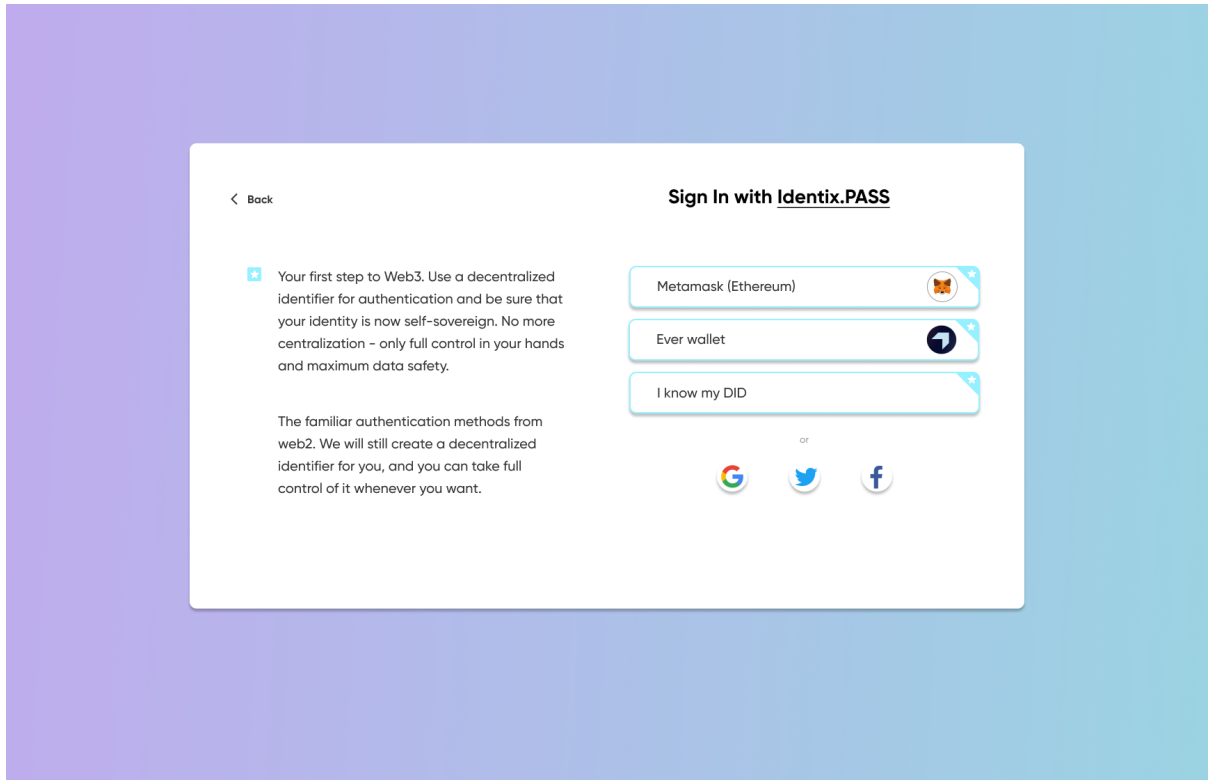 Back
Sign In with Identix.PASS
Your first step to Web3. Use a decentralized
identifier for authentication and be sure that
your identity is now self-sovereign. No more
centralization - only full control in your hands
and maximum data safety.
The familiar authentication methods from
web2. We will still create a decentralized
identifier for you, and you can take full
control of it whenever you want.
Metamask (Ethereum)
Ever wallet
I know my DID
or